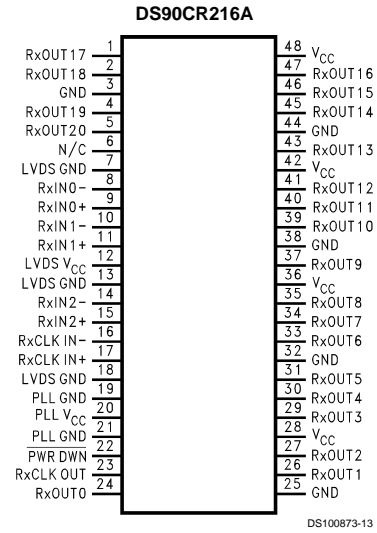 DS90CR216A
RxOUT17 1
RxOUT18 2
GND 3
RxOUT19 4
RxOUT20 5
N/C 6
LVDS GND 7
RxIN0- 8
RxIN0+ 9
RxIN1- 10
RxIN1+ 11
LVDS VCC 12
LVDS GND 13
RxIN2- 14
RxIN2+ 15
RxCLK IN- 16
RxCLK IN+ 17
LVDS GND 18
PLL GND 19
PLL VCC 20
PLL GND 21
PWR DWN 22
RxCLK OUT 23
RxOUT0 24
48 VCC
47 RxOUT16
46 RxOUT15
45 RxOUT14
44 GND
43 RxOUT13
42 VCC
41 RxOUT12
40 RxOUT11
39 RxOUT10
38 GND
37 RxOUT9
36 VCC
35 RxOUT8
34 RxOUT7
33 RxOUT6
32 GND
31 RxOUT5
30 RxOUT4
29 RxOUT3
28 VCC
27 RxOUT2
26 RxOUT1
25 GND
DS100873-13